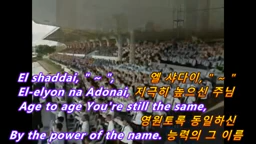 El shaddai, " ~ ", 엘 샤다이, " ~ "
El-elyon na Adonai, 지극히 높으신 주님
Age to age You're still the same,
영원토록 동일하신
By the power of the name. 능력의 그 이름